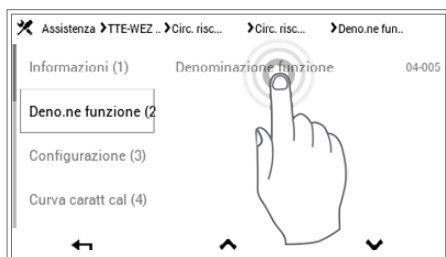 Assistenza >TTE-WEZ .. >Circ. risc... >Circ. risc... >Deno.ne fun..
Informazioni (1) Denominazione funzione 04-005
Deno.ne funzione (2
Configurazione (3)
Curva caratt cal (4)